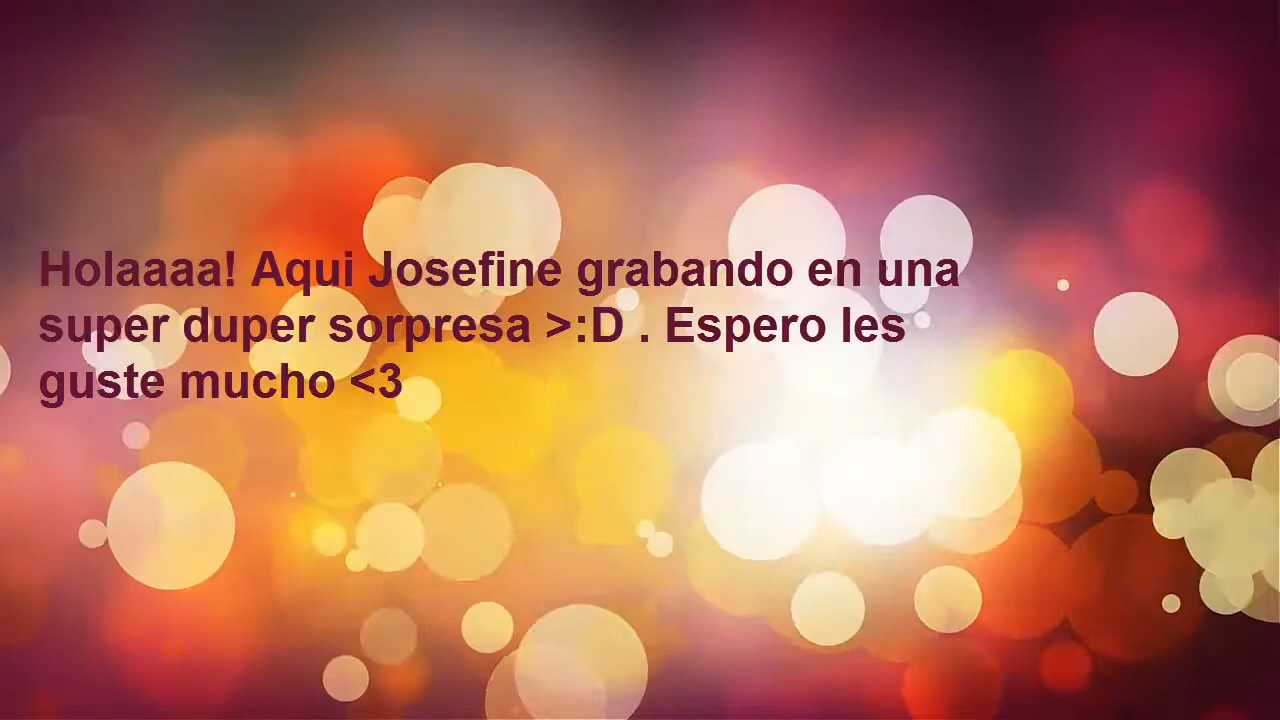 Holaaaa! Aqui Josefine grabando en una
super duper sorpresa >:D . Espero les
guste mucho <3